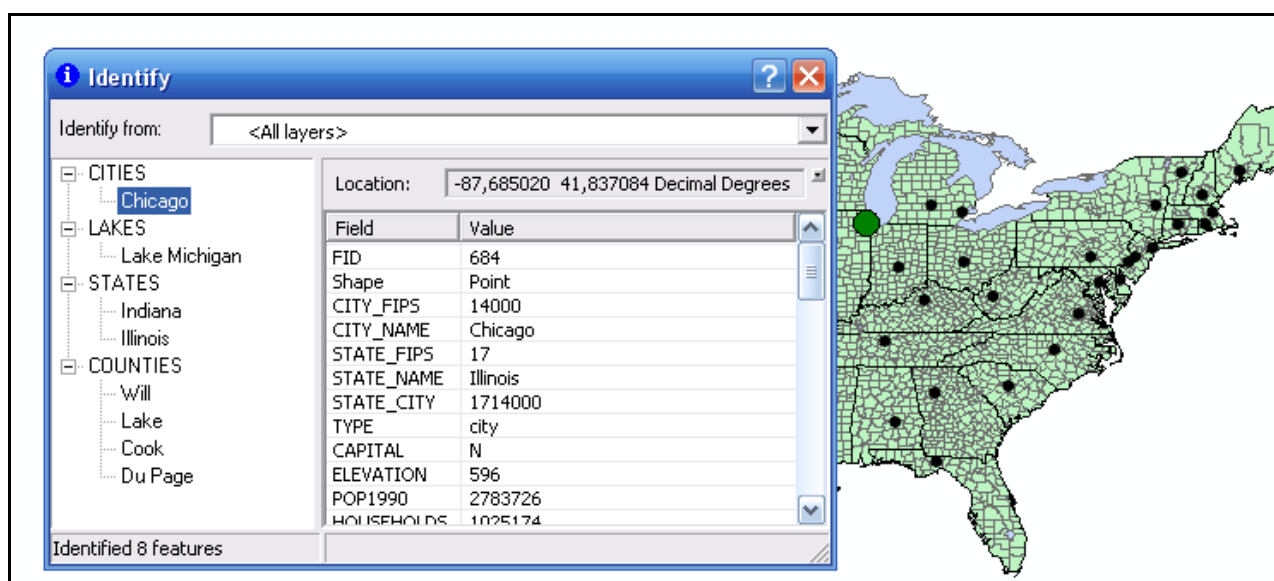 Identify
Identify from: <All layers>
CITIES
Chicago
LAKES
Lake Michigan
STATES
Indiana
Illinois
COUNTIES
Will
Lake
Cook
Du Page
Location: -87,685020 41,837084 Decimal Degrees
Field Value
FID 684
Shape Point
CITY_FIPS 14000
CITY_NAME Chicago
STATE_FIPS 17
STATE_NAME Illinois
STATE_CITY 1714000
TYPE city
CAPITAL N
ELEVATION 596
POP1990 2783726
HOUSEHOLDS 1025174
Identified 8 features